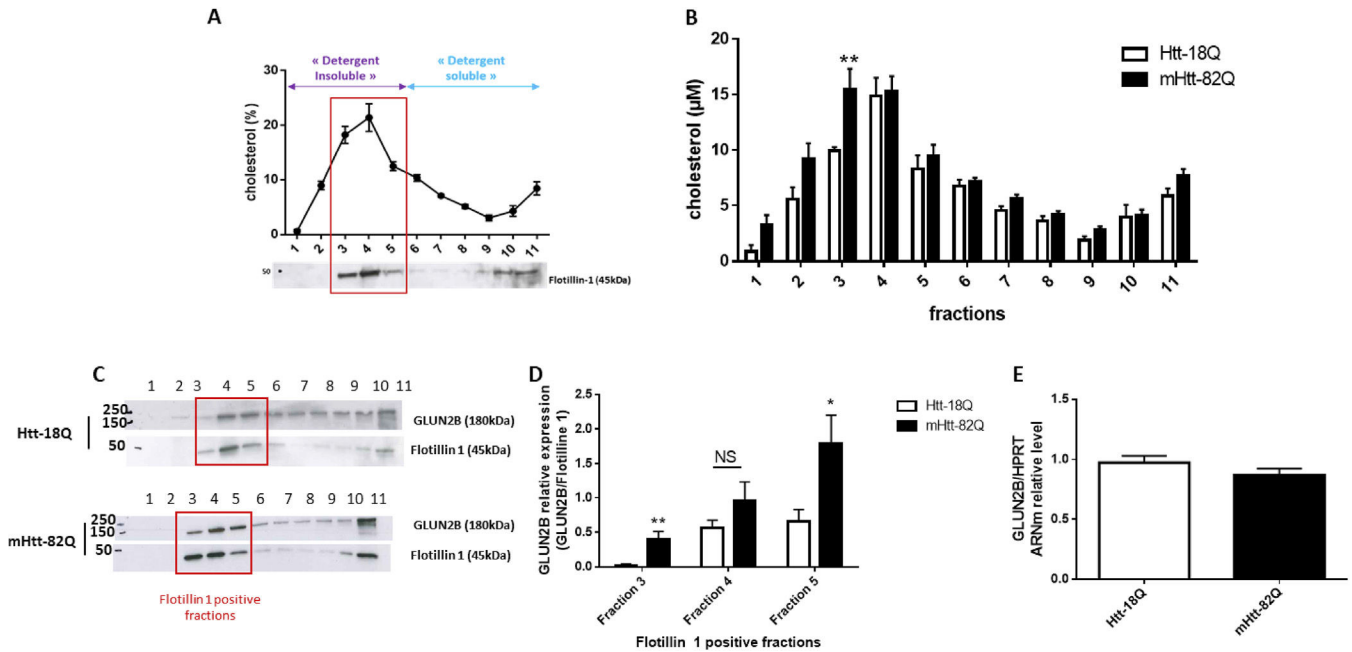 A
« Detergent
Insoluble »
« Detergent
soluble »
cholesterol (%)
30
20
10
0
1 2 3 4 5 6 7 8 9 10 11
50
Flotillin-1 (45kDa)
B
cholesterol (µM)
20
15
10
5
0
**
Htt-18Q
mHtt-82Q
1 2 3 4 5 6 7 8 9 10 11
fractions
C
1 2 3 4 5 6 7 8 9 10 11
Htt-18Q
250
150
GLUN2B (180kDa)
50
Flotillin 1 (45kDa)
1 2 3 4 5 6 7 8 9 10 11
mHtt-82Q
250
150
GLUN2B (180kDa)
50
Flotillin 1 (45kDa)
Flotillin 1 positive
fractions
D
GLUN2B relative expression
(GLUN2B/Flotilline 1)
2.5
2.0
1.5
1.0
0.5
0.0
Htt-18Q
mHtt-82Q
**
NS
*
Fraction 3
Fraction 4
Fraction 5
Flotillin 1 positive fractions
E
GLUN2B/HPRT
ARNm relative level
1.5
1.0
0.5
0.0
Htt-18Q
mHtt-82Q